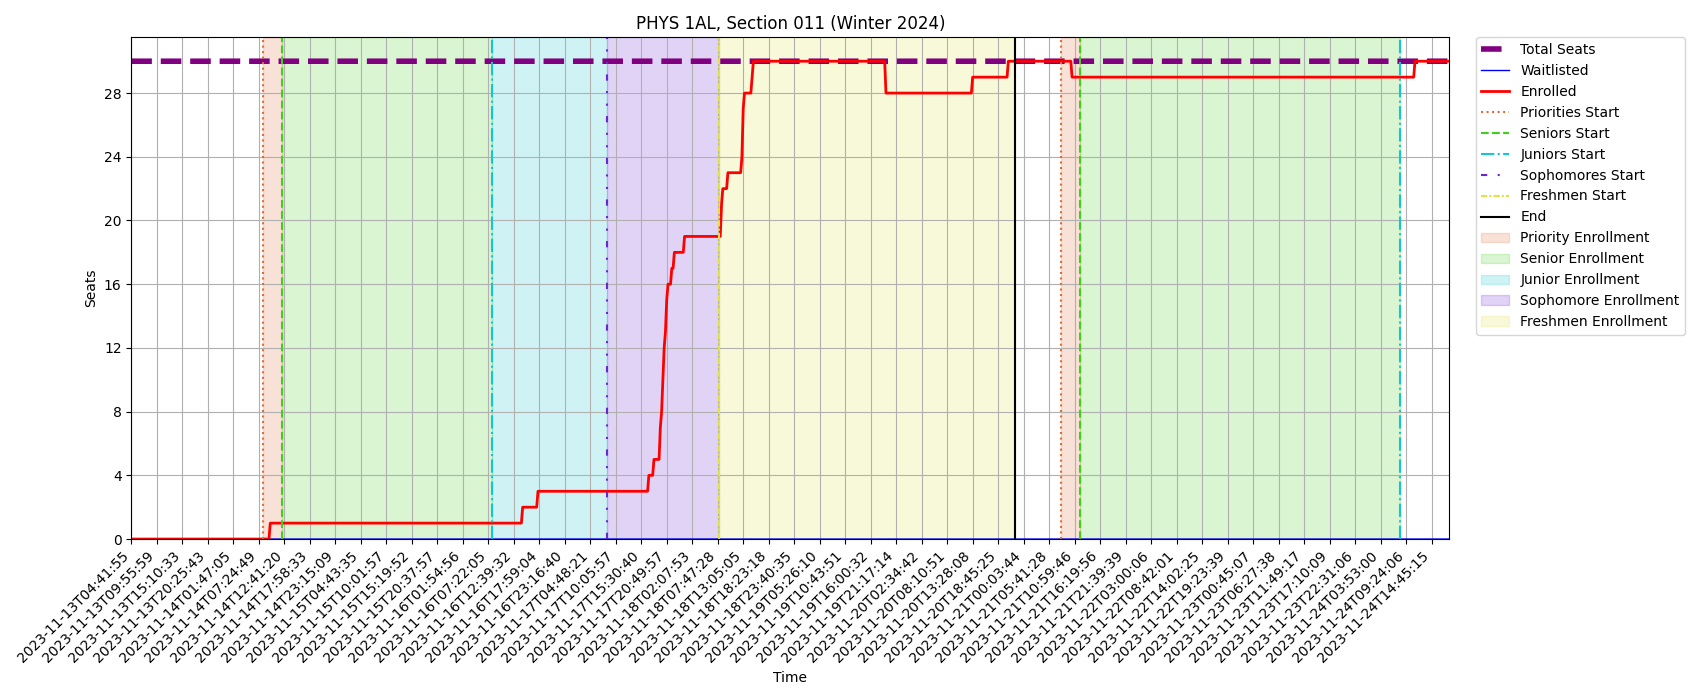 PHYS 1AL, Section 011 (Winter 2024)
Total Seats
Waitlisted
Enrolled
Priorities Start
Seniors Start
Juniors Start
Sophomores Start
Freshmen Start
End
Priority Enrollment
Senior Enrollment
Junior Enrollment
Sophomore Enrollment
Freshmen Enrollment
Seats
28
24
20
16
12
8
4
0
2023-11-13T04:41:55
2023-11-13T09:55:59
2023-11-13T15:10:33
2023-11-13T20:25:43
2023-11-14T01:47:05
2023-11-14T07:24:49
2023-11-14T12:41:20
2023-11-14T17:58:33
2023-11-14T23:15:09
2023-11-15T04:43:35
2023-11-15T10:01:57
2023-11-15T15:19:52
2023-11-15T20:37:57
2023-11-16T01:54:56
2023-11-16T07:22:05
2023-11-16T12:39:32
2023-11-16T17:59:04
2023-11-16T23:16:40
2023-11-17T04:48:21
2023-11-17T10:05:57
2023-11-17T15:30:40
2023-11-17T20:49:57
2023-11-18T02:07:53
2023-11-18T07:47:28
2023-11-18T13:05:05
2023-11-18T18:23:18
2023-11-18T23:40:35
2023-11-19T05:26:10
2023-11-19T10:43:51
2023-11-19T16:00:32
2023-11-19T21:17:14
2023-11-20T02:34:42
2023-11-20T08:10:51
2023-11-20T13:28:08
2023-11-20T18:45:25
2023-11-21T00:03:44
2023-11-21T05:41:28
2023-11-21T10:59:46
2023-11-21T16:19:56
2023-11-21T21:39:39
2023-11-22T03:00:06
2023-11-22T08:42:01
2023-11-22T14:02:25
2023-11-22T19:23:39
2023-11-23T00:45:07
2023-11-23T06:27:38
2023-11-23T11:49:17
2023-11-23T17:10:09
2023-11-23T22:31:06
2023-11-24T03:53:00
2023-11-24T09:24:06
2023-11-24T14:45:15
Time